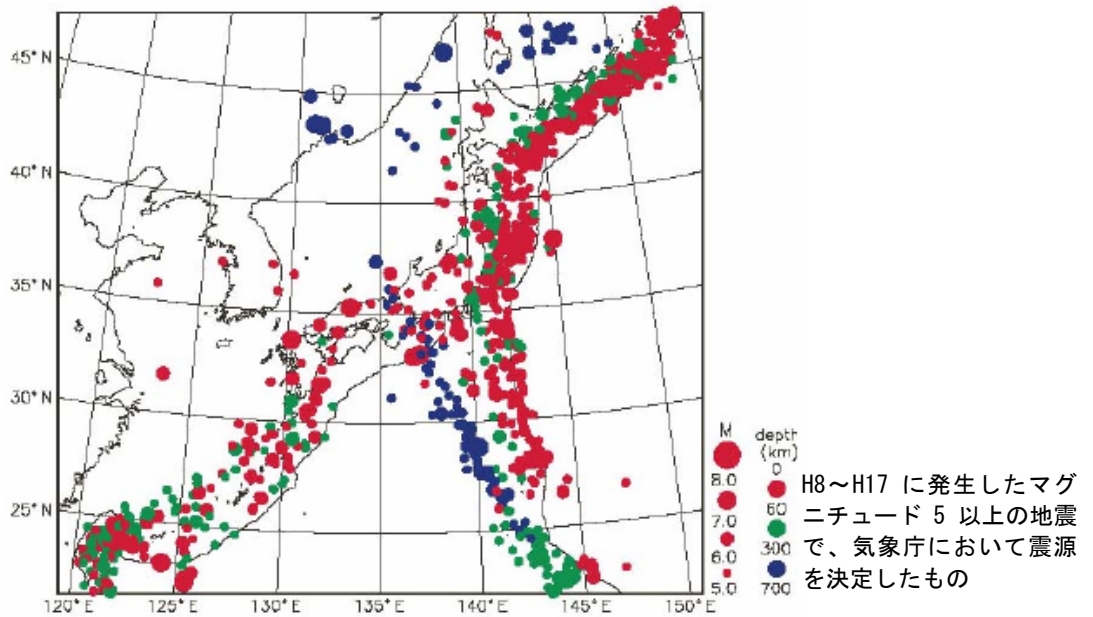 45°N
40°N
35°N
30°N
25°N
120°E
125°E
130°E
135°E
140°E
145°E
150°E
M
8.0
7.0
6.0
5.0
depth
(km)
0
60
300
700
H8～H17 に発生したマグ
ニチュード 5 以上の地震
で、気象庁において震源
を決定したもの